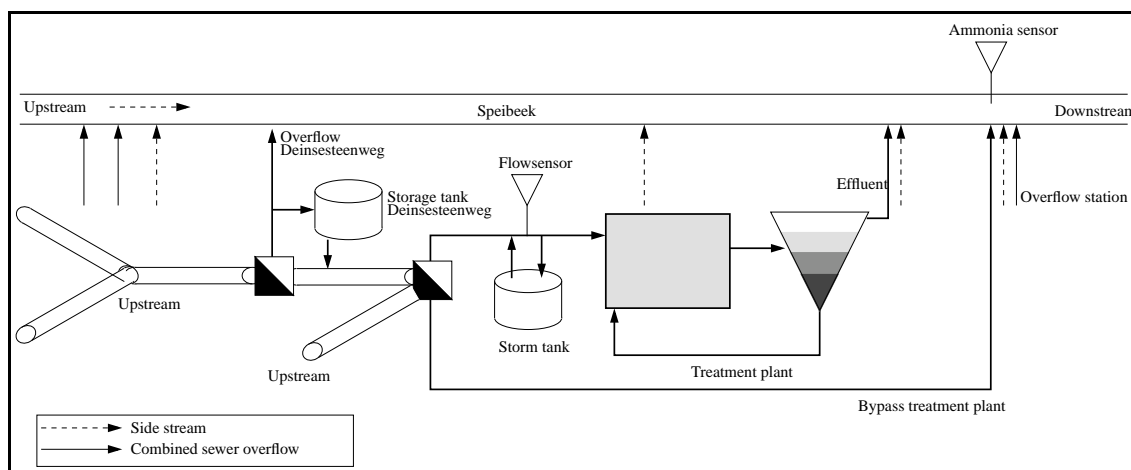 Ammonia sensor
Upstream
Speibeek
Downstream
Overflow
Deinsesteenweg
Flowsensor
Storage tank
Deinsesteenweg
Effluent
Overflow station
Upstream
Storm tank
Upstream
Treatment plant
Bypass treatment plant
Side stream
Combined sewer overflow